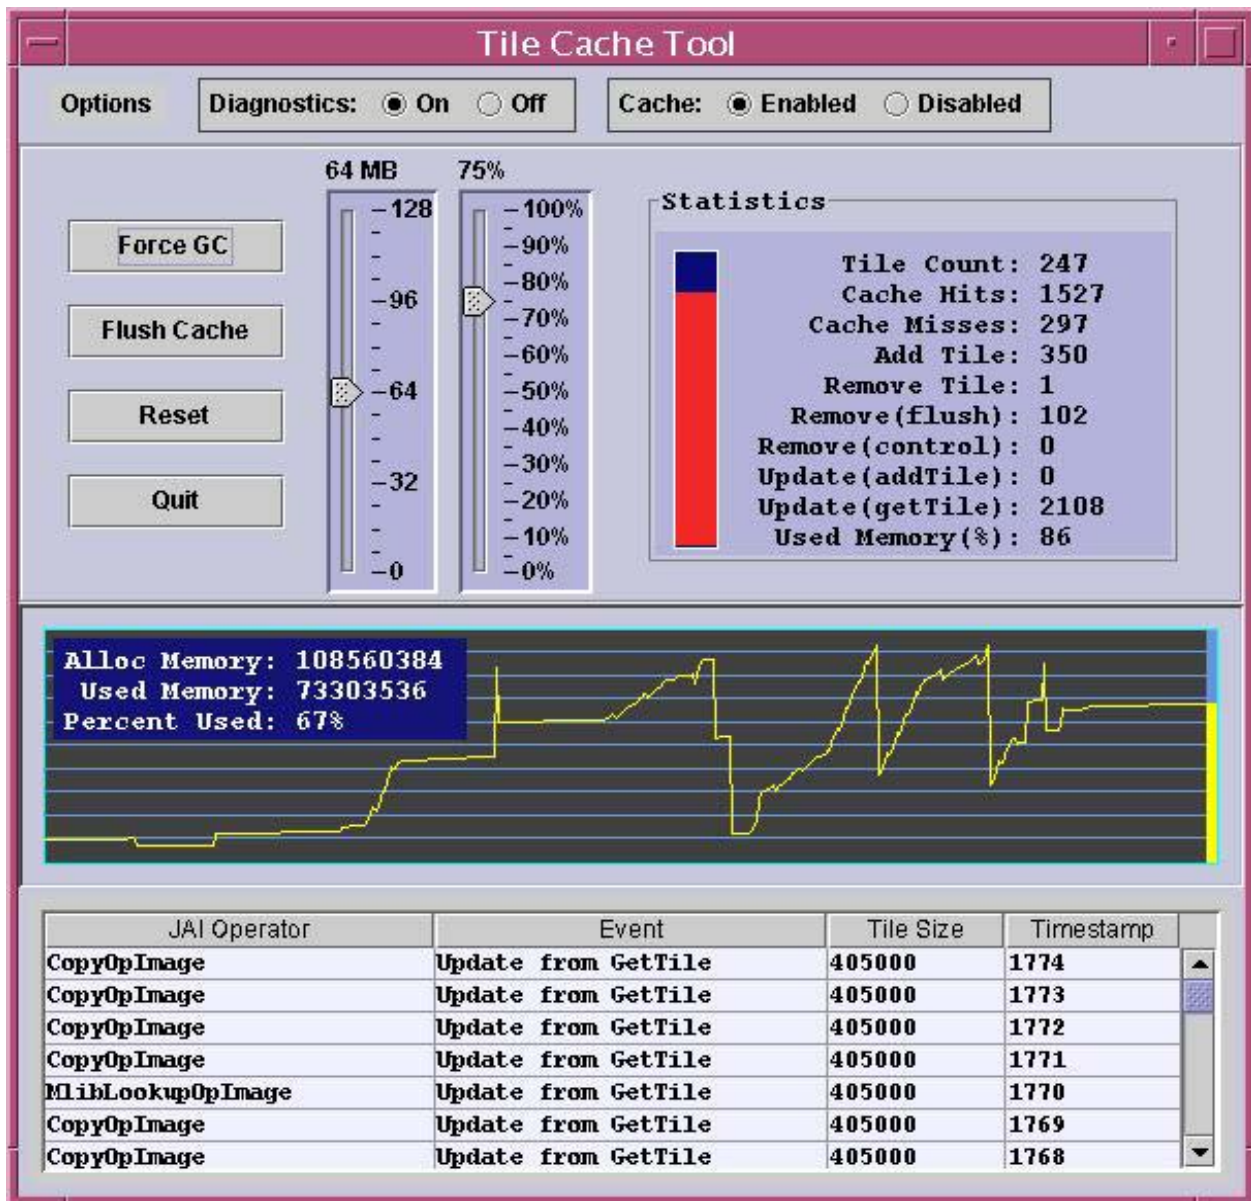 Tile Cache Tool
Options Diagnostics: On Off Cache: Enabled Disabled
64 MB 75%
Force GC
Flush Cache
Reset
Quit
128
96
64
32
0
100%
90%
80%
70%
60%
50%
40%
30%
20%
10%
0%
Statistics
Tile Count: 247
Cache Hits: 1527
Cache Misses: 297
Add Tile: 350
Remove Tile: 1
Remove(flush): 102
Remove(control): 0
Update(addTile): 0
Update(getTile): 2108
Used Memory(%): 86
Alloc Memory: 108560384
Used Memory: 73303536
Percent Used: 67%
JAI Operator Event Tile Size Timestamp
CopyOpImage Update from GetTile 405000 1774
CopyOpImage Update from GetTile 405000 1773
CopyOpImage Update from GetTile 405000 1772
CopyOpImage Update from GetTile 405000 1771
MlibLookupOpImage Update from GetTile 405000 1770
CopyOpImage Update from GetTile 405000 1769
CopyOpImage Update from GetTile 405000 1768